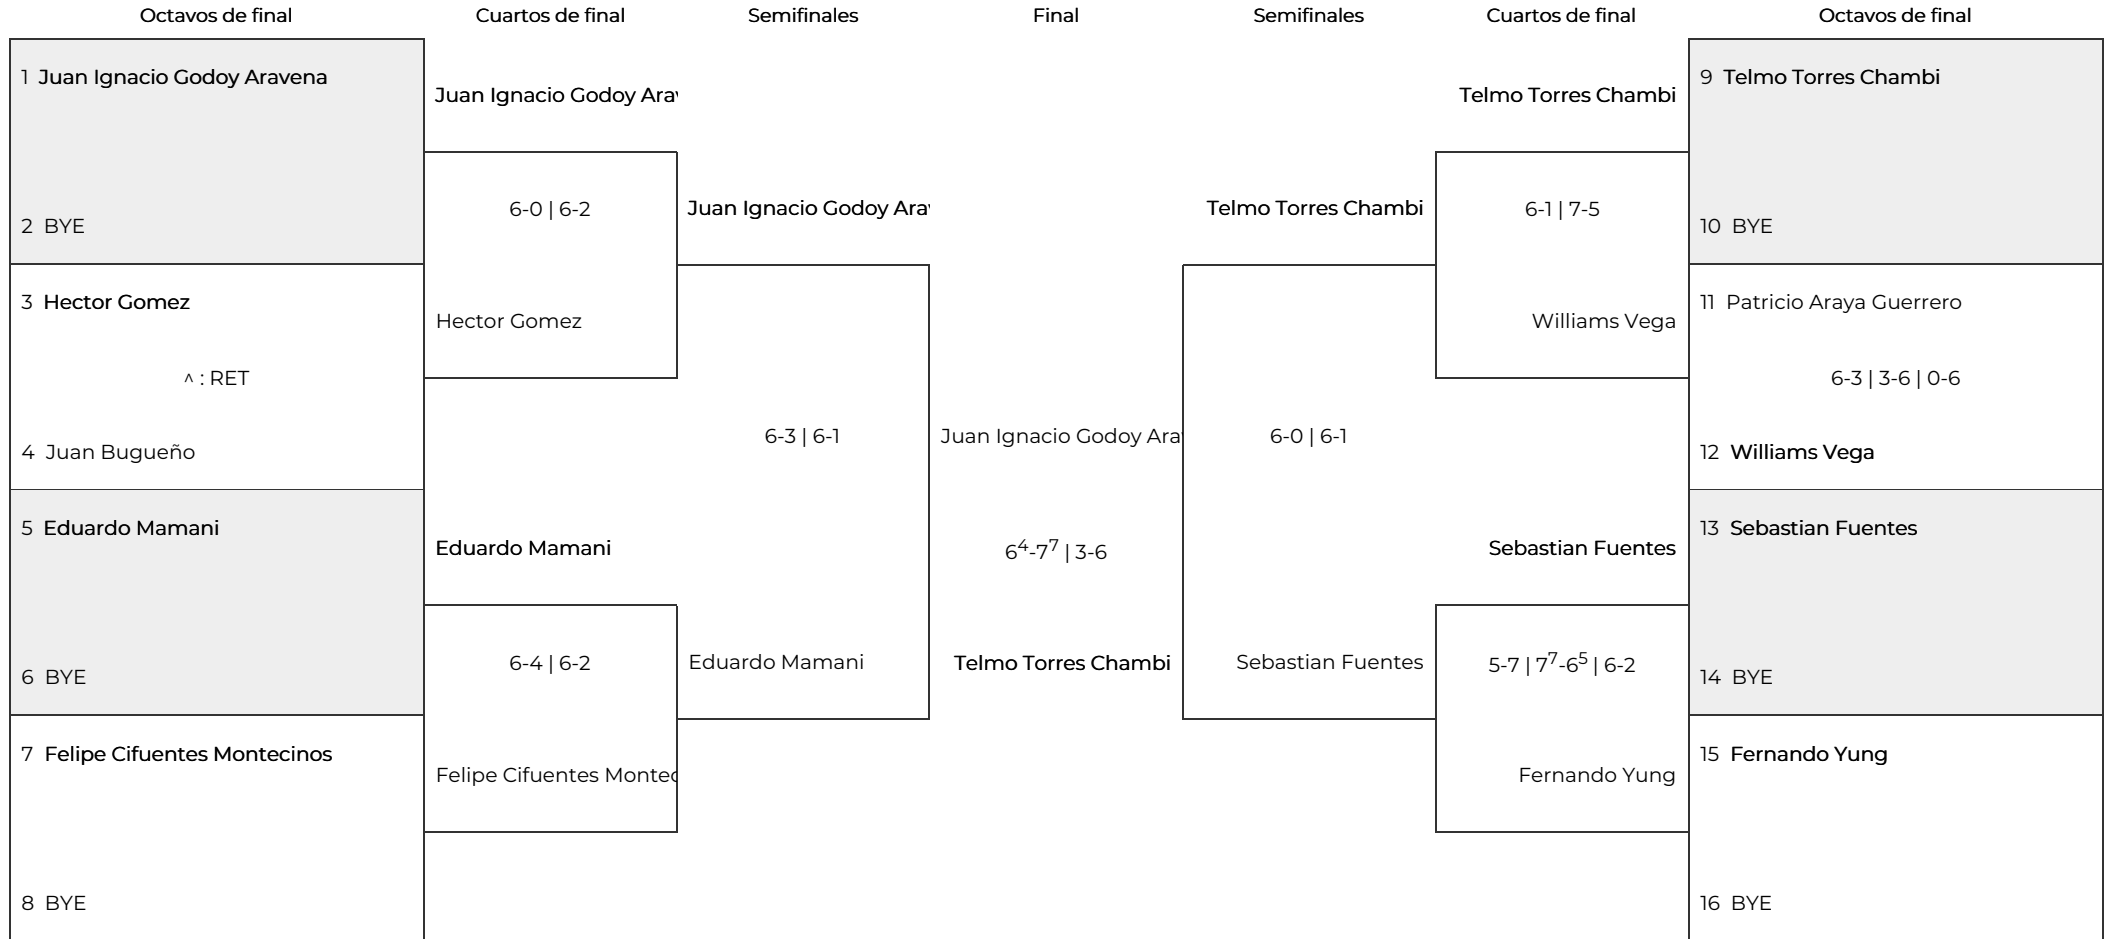 Octavos de final
Cuartos de final
Semifinales
Final
Semifinales
Cuartos de final
Octavos de final
1 Juan Ignacio Godoy Aravena
2 BYE
3 Hector Gomez
^ : RET
4 Juan Bugueño
5 Eduardo Mamani
6 BYE
7 Felipe Cifuentes Montecinos
8 BYE
Juan Ignacio Godoy Ara
6-0 | 6-2
Hector Gomez
Eduardo Mamani
6-4 | 6-2
Felipe Cifuentes Montec
Juan Ignacio Godoy Ara
6-3 | 6-1
Eduardo Mamani
Juan Ignacio Godoy Ara
6⁴-7⁷ | 3-6
Telmo Torres Chambi
Telmo Torres Chambi
6-0 | 6-1
Sebastian Fuentes
Telmo Torres Chambi
6-1 | 7-5
Williams Vega
Sebastian Fuentes
5-7 | 7⁷-6⁵ | 6-2
Fernando Yung
9 Telmo Torres Chambi
10 BYE
11 Patricio Araya Guerrero
6-3 | 3-6 | 0-6
12 Williams Vega
13 Sebastian Fuentes
14 BYE
15 Fernando Yung
16 BYE